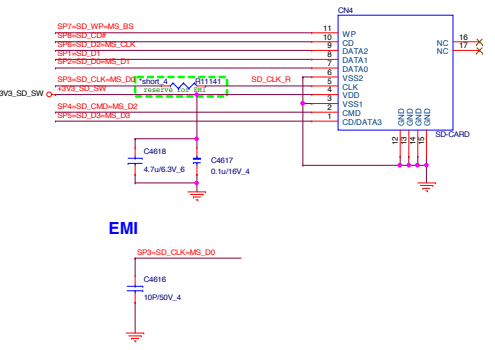 CN4
SP7=SD_WP=MS_BS 11 WP
SP8=SD_CD# 10 CD NC 16
SP6=SD_D2=MS_CLK 9 DATA2 NC 17
SP1=SD_D1 8 DATA1
SP2=SD_D0=MS_D1 7 DATA0
6 VSS2
SP3=SD_CLK=MS_D0 *short_4 R11141 SD_CLK_R 5 CLK
3V3_SD_SW +3V3_SD_SW reserve for EMI 4 VDD
3 VSS1
SP4=SD_CMD=MS_D2 2 CMD
SP5=SD_D3=MS_D3 1 CD/DATA3
GND GND GND GND
SD-CARD
12 13 14 15
C4618 C4617
4.7u/6.3V_6 0.1u/16V_4
EMI
SP3=SD_CLK=MS_D0
C4616
10P/50V_4